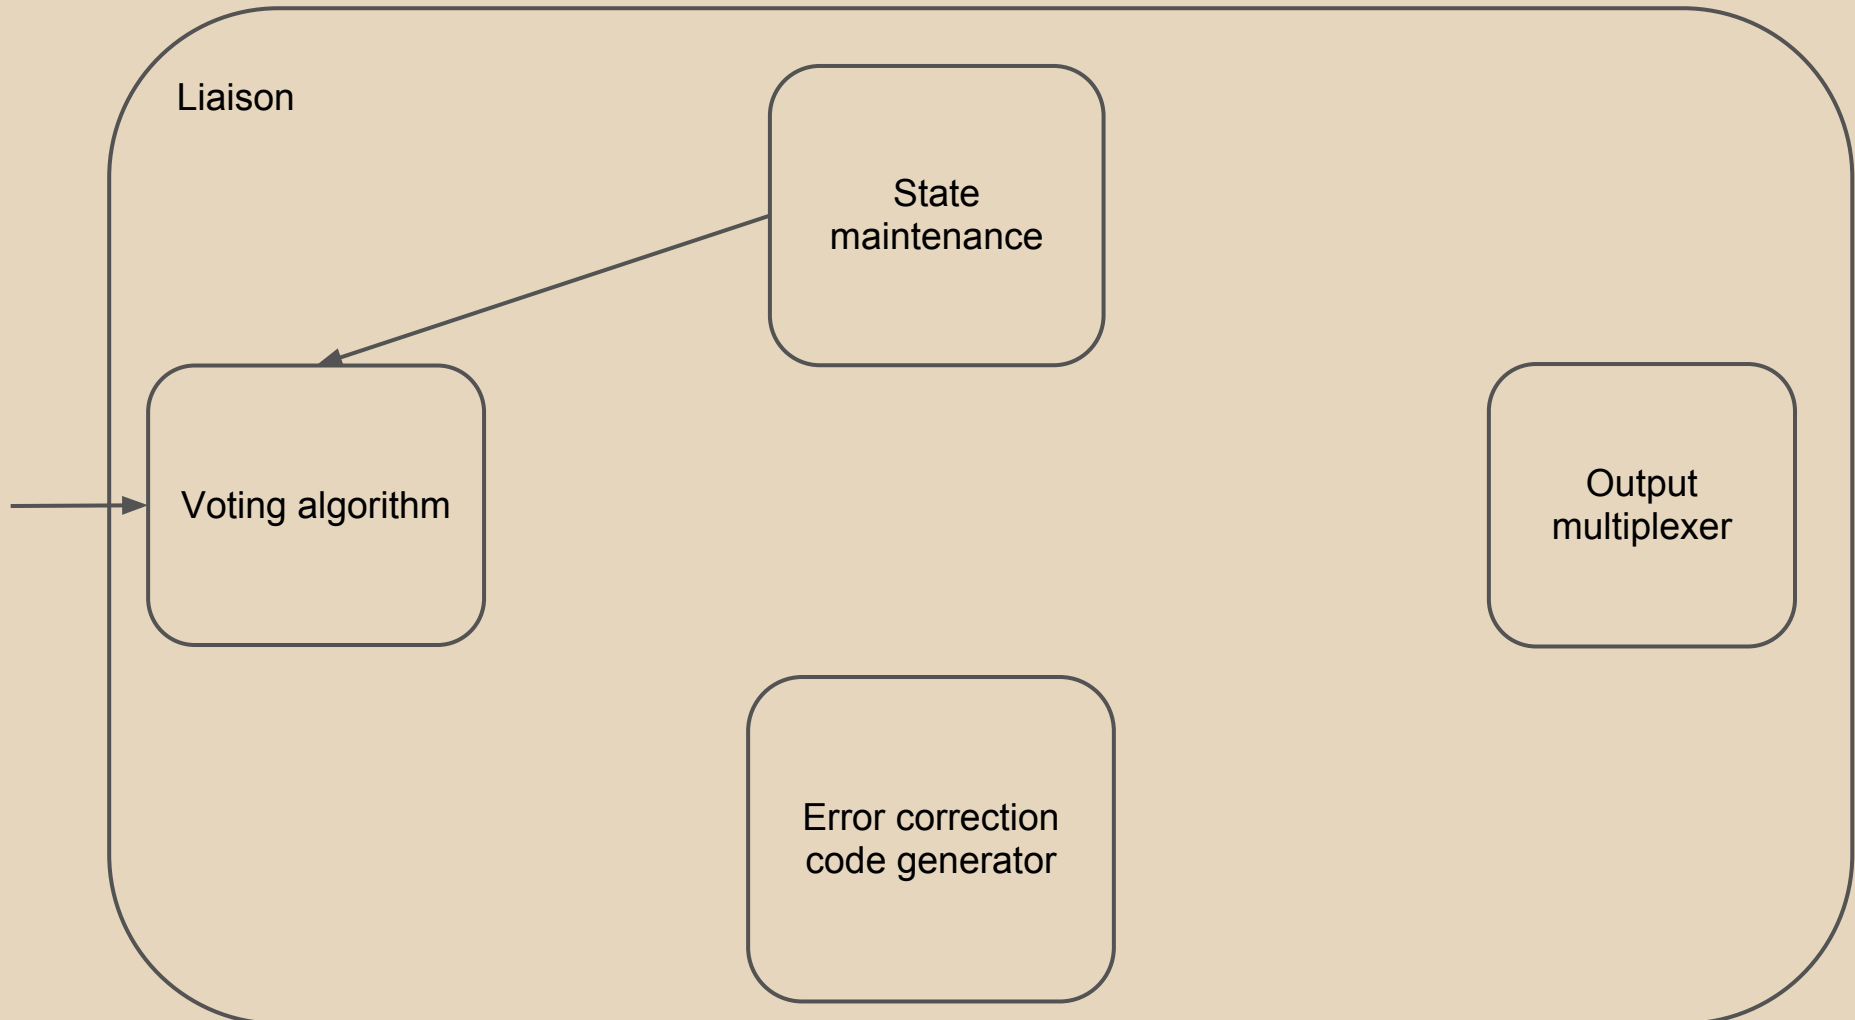 Liaison
State
maintenance
Voting algorithm
Output
multiplexer
Error correction
code generator